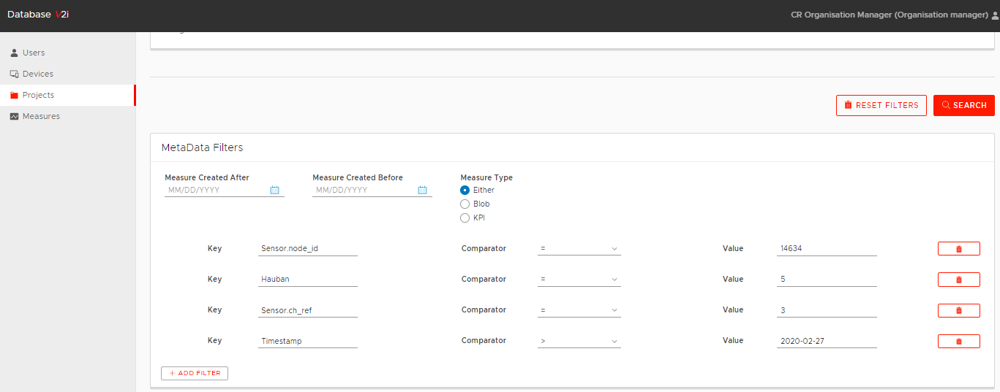 Database V2i
CR Organisation Manager (Organisation manager)
Users
Devices
Projects
Measures
RESET FILTERS
SEARCH
MetaData Filters
Measure Created After
MM/DD/YYYY
Measure Created Before
MM/DD/YYYY
Measure Type
Either
Blob
KPI
Key Sensor.node_id Comparator = Value 14634
Key Hauban Comparator = Value 5
Key Sensor.ch_ref Comparator = Value 3
Key Timestamp Comparator > Value 2020-02-27
+ ADD FILTER